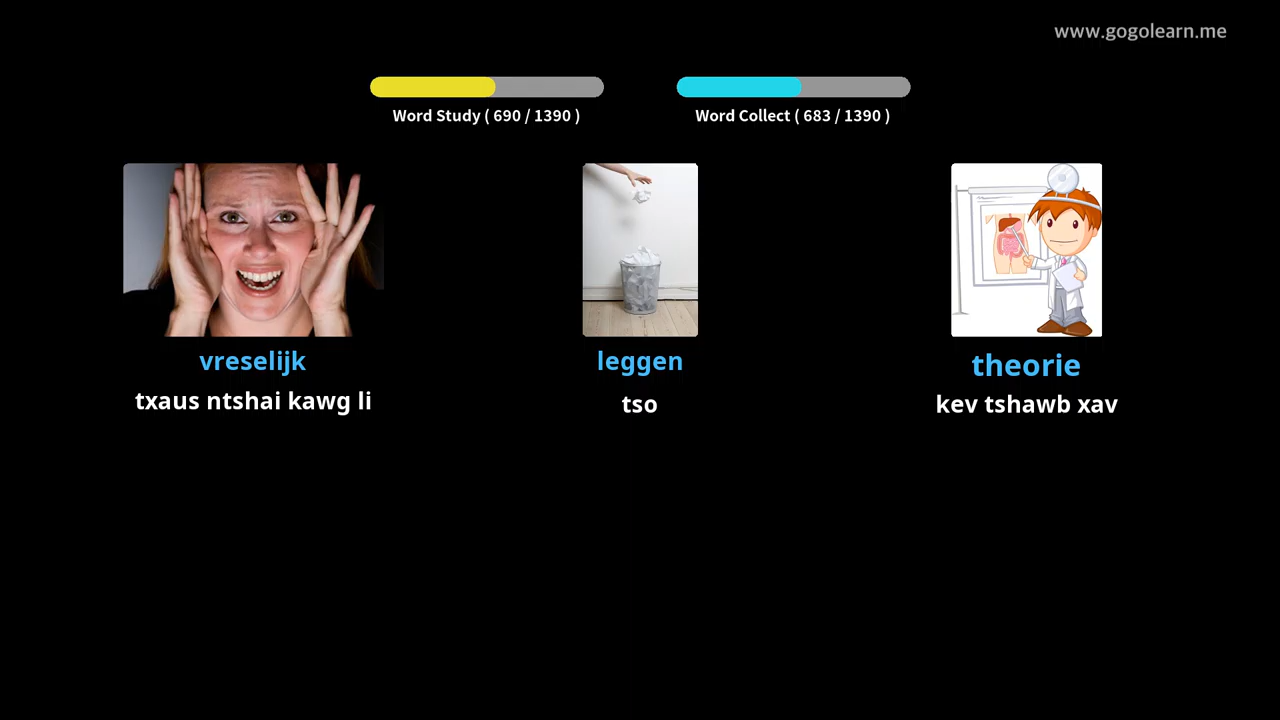 www.gogolearn.me
Word Study ( 690 / 1390 )
Word Collect ( 683 / 1390 )
vreselijk
txaus ntshai kawg li
leggen
tso
theorie
kev tshawb xav